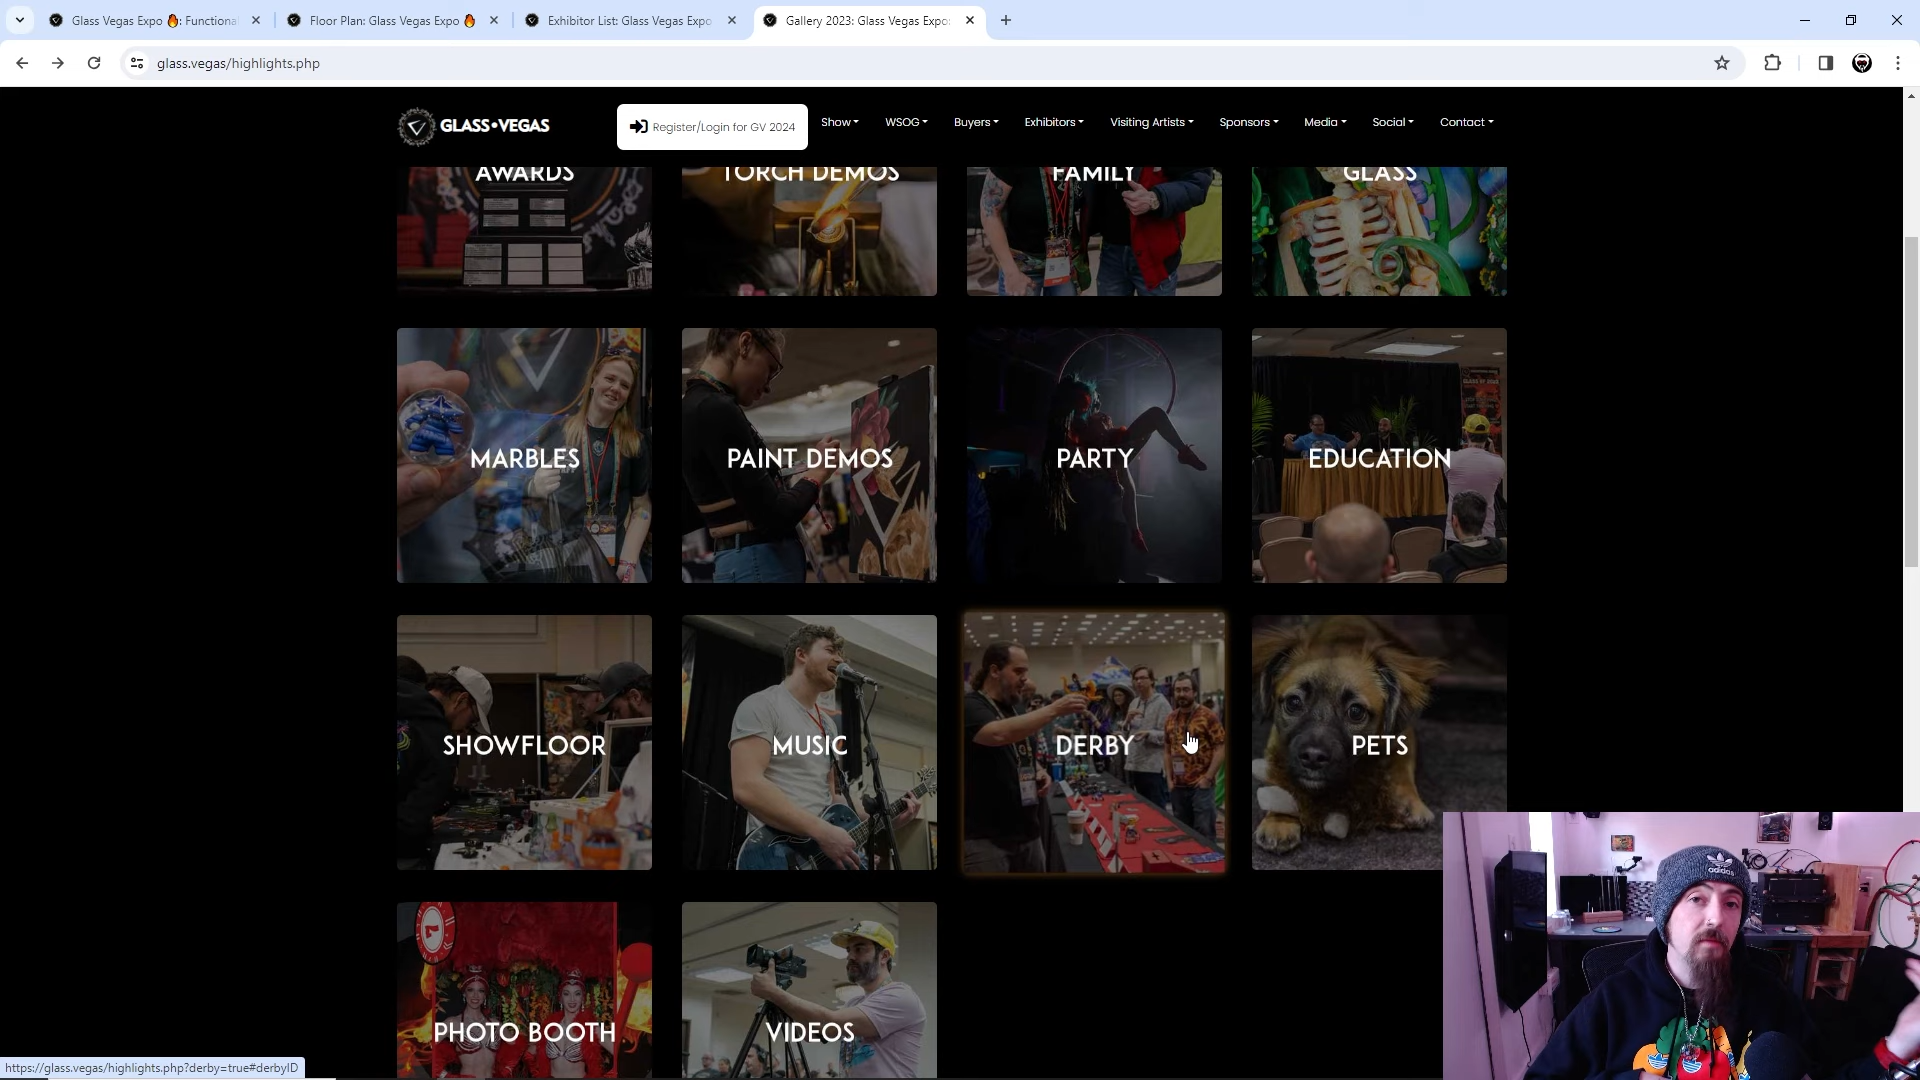 Glass Vegas Expo 🔥: Functiona
Floor Plan: Glass Vegas Expo 🔥
Exhibitor List: Glass Vegas Expo
Gallery 2023: Glass Vegas Expo:
glass.vegas/highlights.php
GLASS•VEGAS
Register/Login for GV 2024
Show
WSOG
Buyers
Exhibitors
Visiting Artists
Sponsors
Media
Social
Contact
AWARDS
TORCH DEMOS
FAMILY
GLASS
MARBLES
PAINT DEMOS
PARTY
EDUCATION
SHOWFLOOR
MUSIC
DERBY
PETS
adidas
PHOTO BOOTH
VIDEOS
https://glass.vegas/highlights.php?derby=true#derbyID